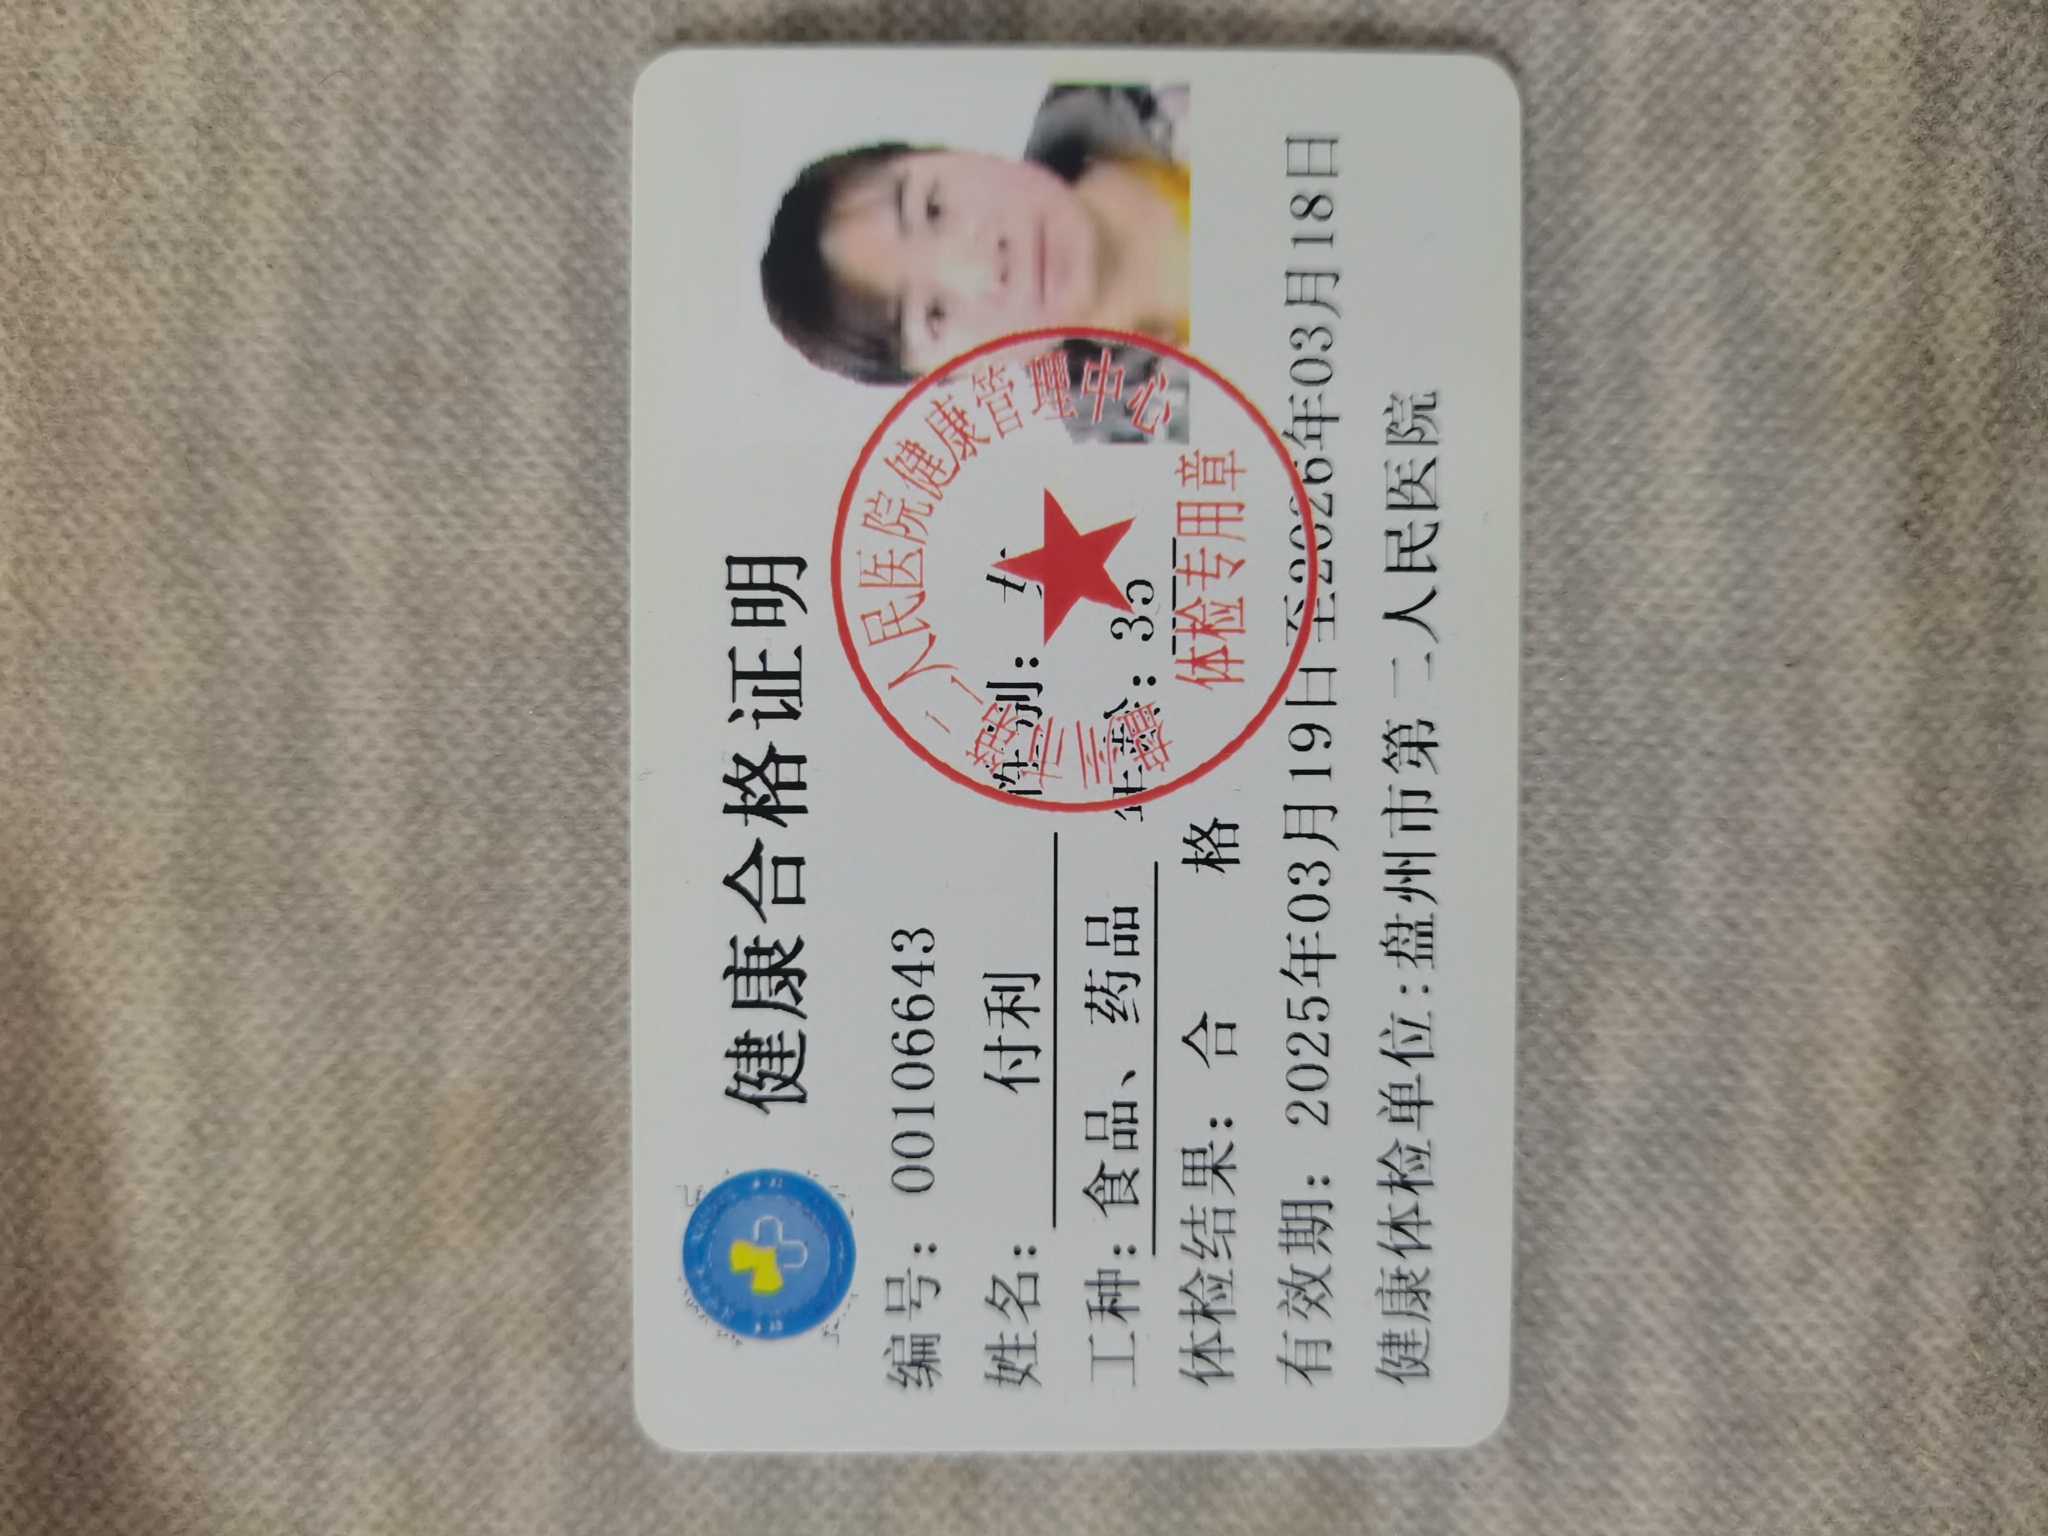 健康合格证明
编号：00106643
姓名：付利 性别：女
工种：食品、药品 年龄：35
体检结果：合 格
有效期：2025年03月19日至2026年03月18日
健康体检单位：盘州市第二人民医院
人民医院健康管理中心
体检专用章